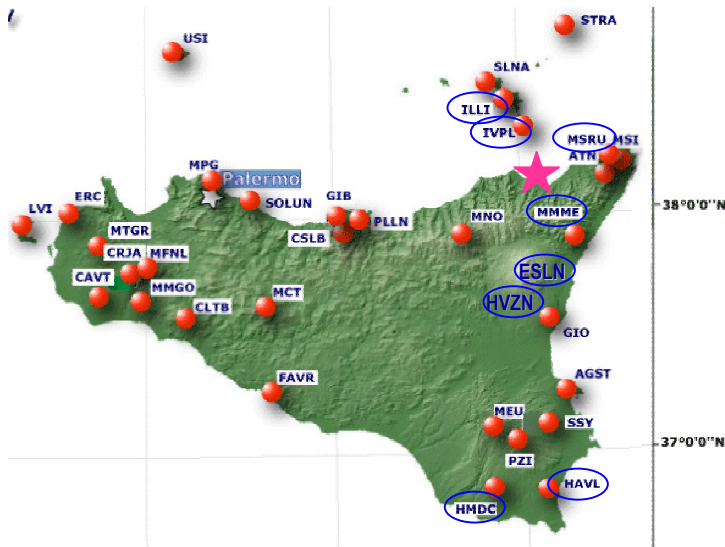 STRA
USI
SLNA
ILLI
IVPL
MSRU
MSI
ATN
MPG
Palermo
ERC
SOLUN
GIB
PLLN
LVI
MTGR
CSLB
MNO
MMME
38°0'0"N
CRJA
MFNL
CAVT
ESLN
MMGO
MCT
HVZN
CLTB
GIO
FAVR
AGST
MEU
SSY
37°0'0"N
PZI
HAVL
HMDC